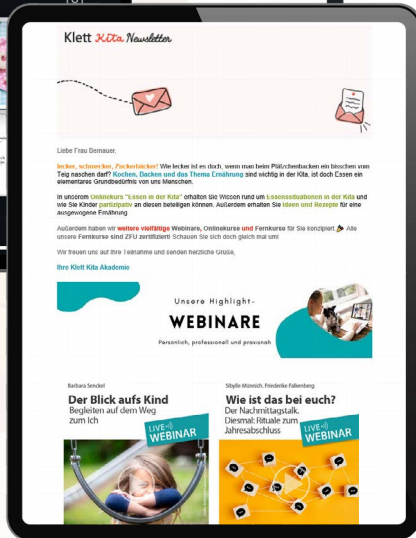 Klett Kita Newsletter
Liebe Frau Bernauer,
lecker, schmecker, Zuckerbäcker! Wie lecker ist es doch, wenn man beim Plätzchenbacken ein bisschen vom
Teig naschen darf? Kochen, Backen und das Thema Ernährung sind wichtig in der Kita, ist doch Essen ein
elementares Grundbedürfnis von uns Menschen.
In unserem Onlinekurs "Essen in der Kita" erhalten Sie Wissen rund um Essenssituationen in der Kita und
wie Sie Kinder partizipativ an diesen beteiligen können. Außerdem erhalten Sie Ideen und Rezepte für eine
ausgewogene Ernährung.
Außerdem haben wir weitere vielfältige Webinare, Onlinekurse und Fernkurse für Sie konzipiert. Alle
unsere Fernkurse sind ZFU zertifiziert! Schauen Sie sich doch gleich mal um!
Wir freuen uns auf Ihre Teilnahme und senden herzliche Grüße,
Ihre Klett Kita Akademie
Unsere Highlight-
WEBINARE
Persönlich, professionell und praxisnah
Barbara Senckel
Der Blick aufs Kind
Begleiten auf dem Weg
zum Ich
LIVE
WEBINAR
Sibylle Münnich, Friederike Falkenberg
Wie ist das bei euch?
Der Nachmittagstalk.
Diesmal: Rituale zum
Jahresabschluss
LIVE
WEBINAR